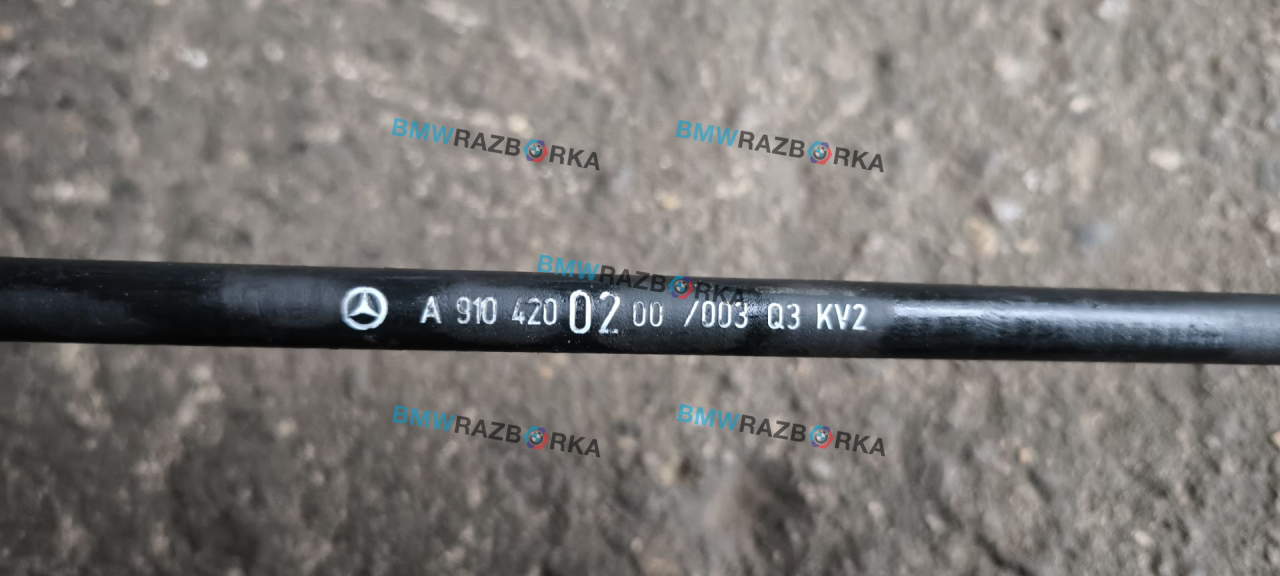 BMWRAZBORKA BMWRAZBORKA
BMWRAZBORKA
A 910 420 02 00 /003 Q3 KV2
BMWRAZBORKA BMWRAZBORKA